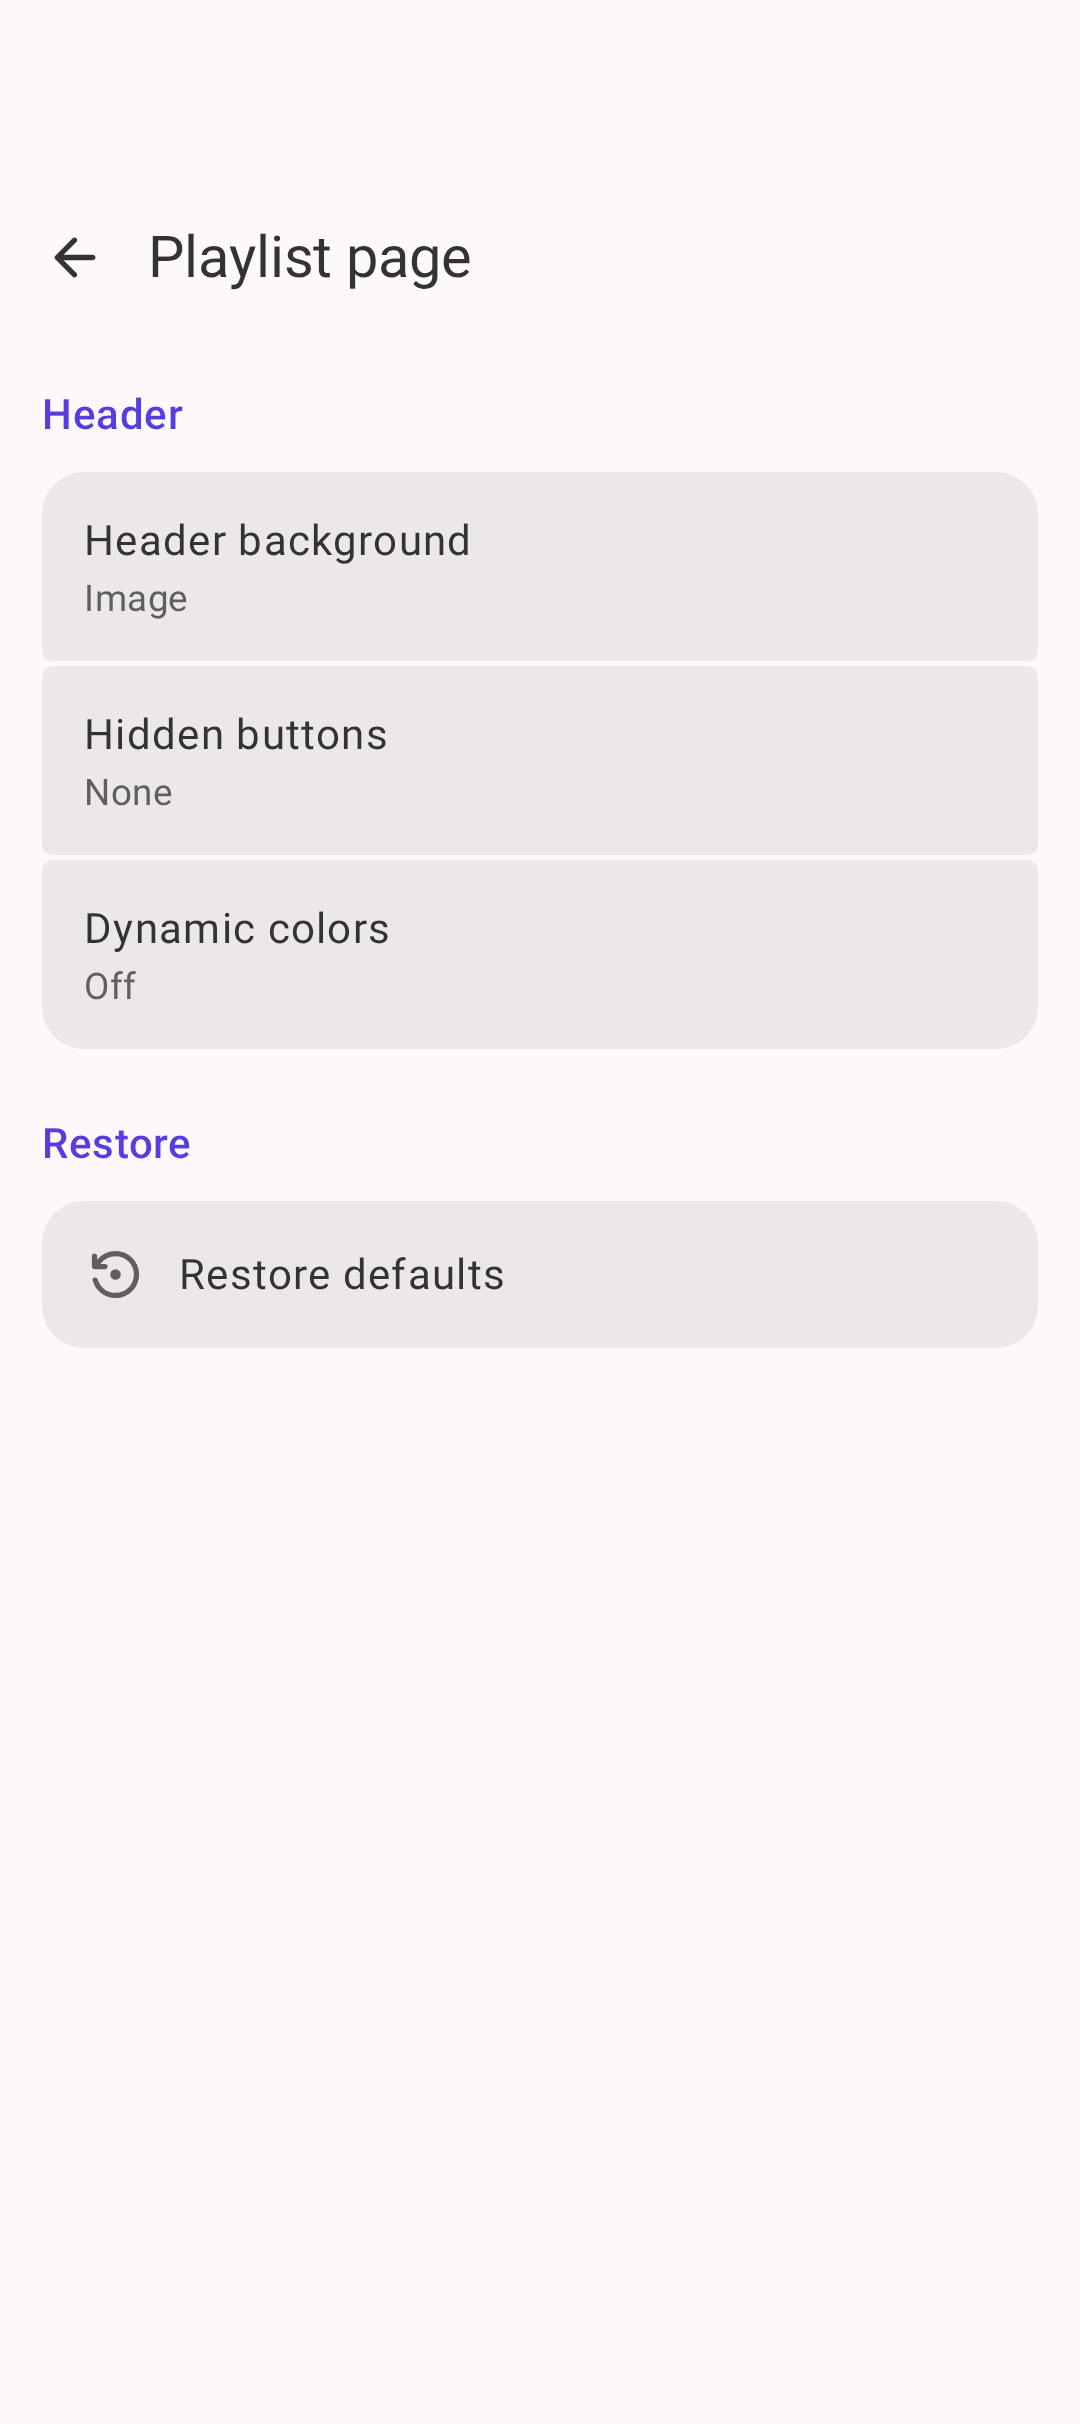 Playlist page
Header
Header background
Image
Hidden buttons
None
Dynamic colors
Off
Restore
Restore defaults